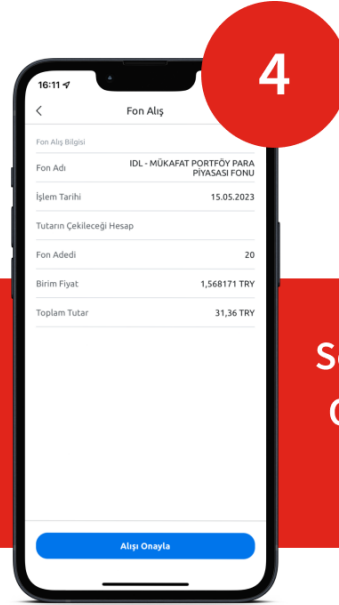 4
16:11
Fon Alış
Fon Alış Bilgisi
Fon Adı IDL - MÜKAFAT PORTFÖY PARA
PİYASASI FONU
İşlem Tarihi 15.05.2023
Tutarın Çekileceği Hesap
Fon Adedi 20
Birim Fiyat 1,568171 TRY
Toplam Tutar 31,36 TRY
Alışı Onayla